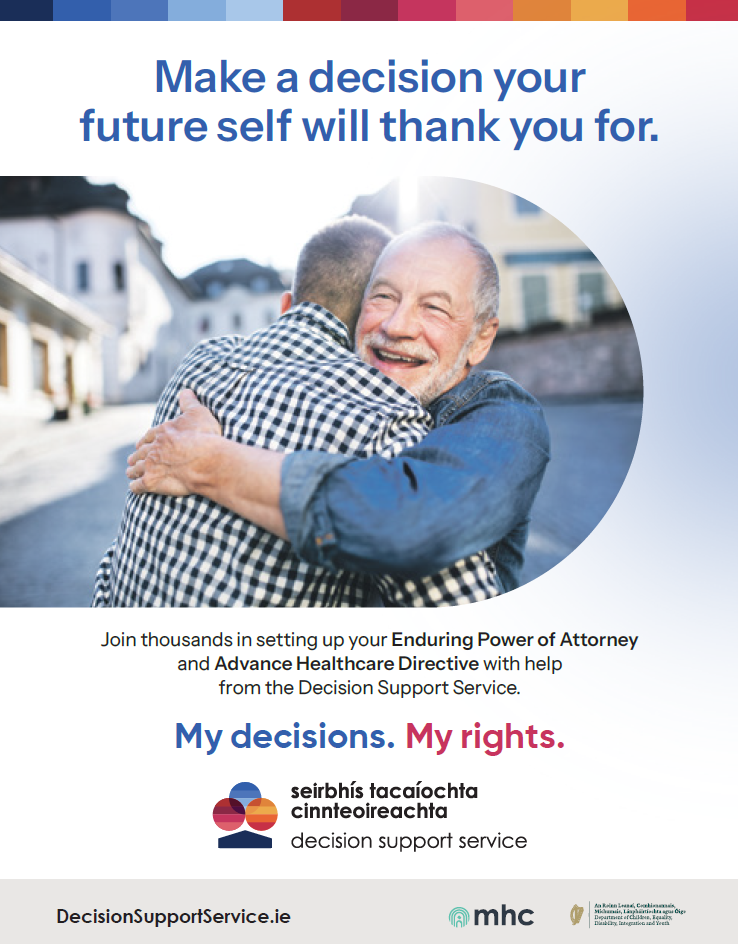 Make a decision your
future self will thank you for.
Join thousands in setting up your Enduring Power of Attorney
and Advance Healthcare Directive with help
from the Decision Support Service.
My decisions. My rights.
seirbhís tacaíochta
cinnteoireachta
decision support service
DecisionSupportService.ie
mhc
An Roinn Leanaí, Comhionannais,
Míchumais, Lánpháirtíochta agus Óige
Department of Children, Equality,
Disability, Integration and Youth